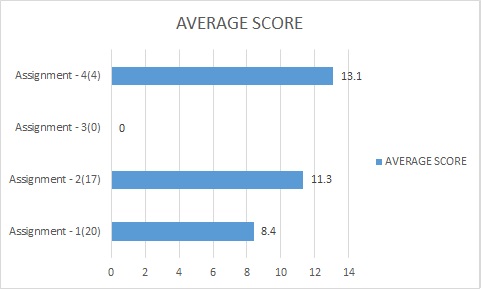 AVERAGE SCORE
Assignment - 4(4)
13.1
Assignment - 3(0)
0
AVERAGE SCORE
Assignment - 2(17)
11.3
Assignment - 1(20)
8.4
0 2 4 6 8 10 12 14